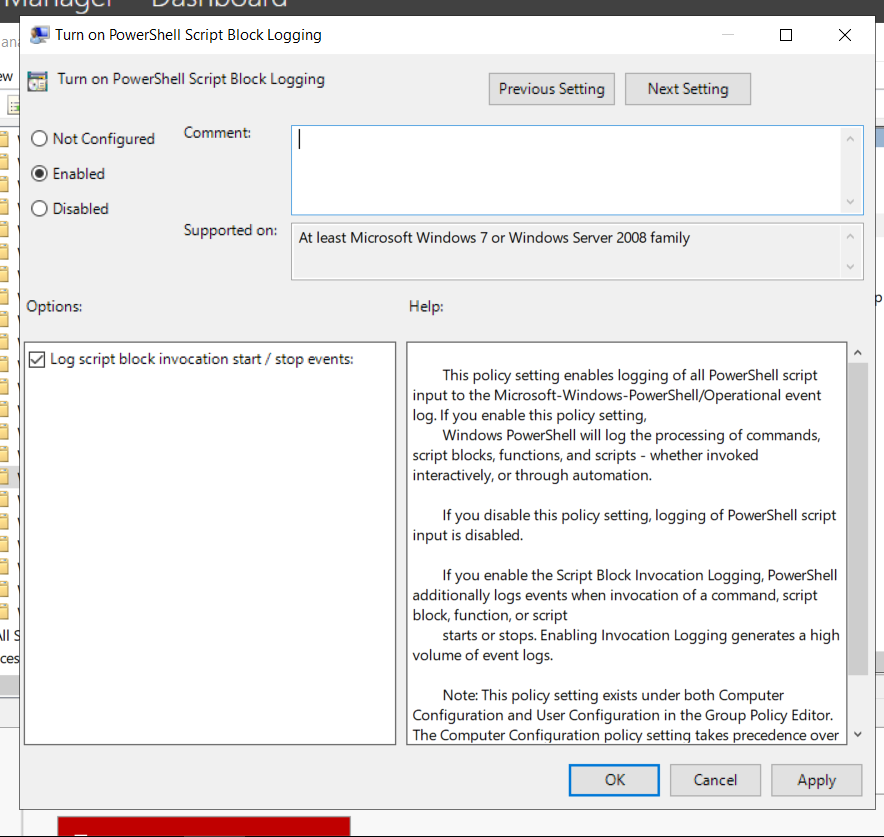 Manager Dashboard
Turn on PowerShell Script Block Logging
Turn on PowerShell Script Block Logging
Previous Setting
Next Setting
Not Configured
Enabled
Disabled
Comment:
Supported on:
At least Microsoft Windows 7 or Windows Server 2008 family
Options:
Help:
Log script block invocation start / stop events:
This policy setting enables logging of all PowerShell script
input to the Microsoft-Windows-PowerShell/Operational event
log. If you enable this policy setting,
Windows PowerShell will log the processing of commands,
script blocks, functions, and scripts - whether invoked
interactively, or through automation.
If you disable this policy setting, logging of PowerShell script
input is disabled.
If you enable the Script Block Invocation Logging, PowerShell
additionally logs events when invocation of a command, script
block, function, or script
starts or stops. Enabling Invocation Logging generates a high
volume of event logs.
Note: This policy setting exists under both Computer
Configuration and User Configuration in the Group Policy Editor.
The Computer Configuration policy setting takes precedence over
OK
Cancel
Apply